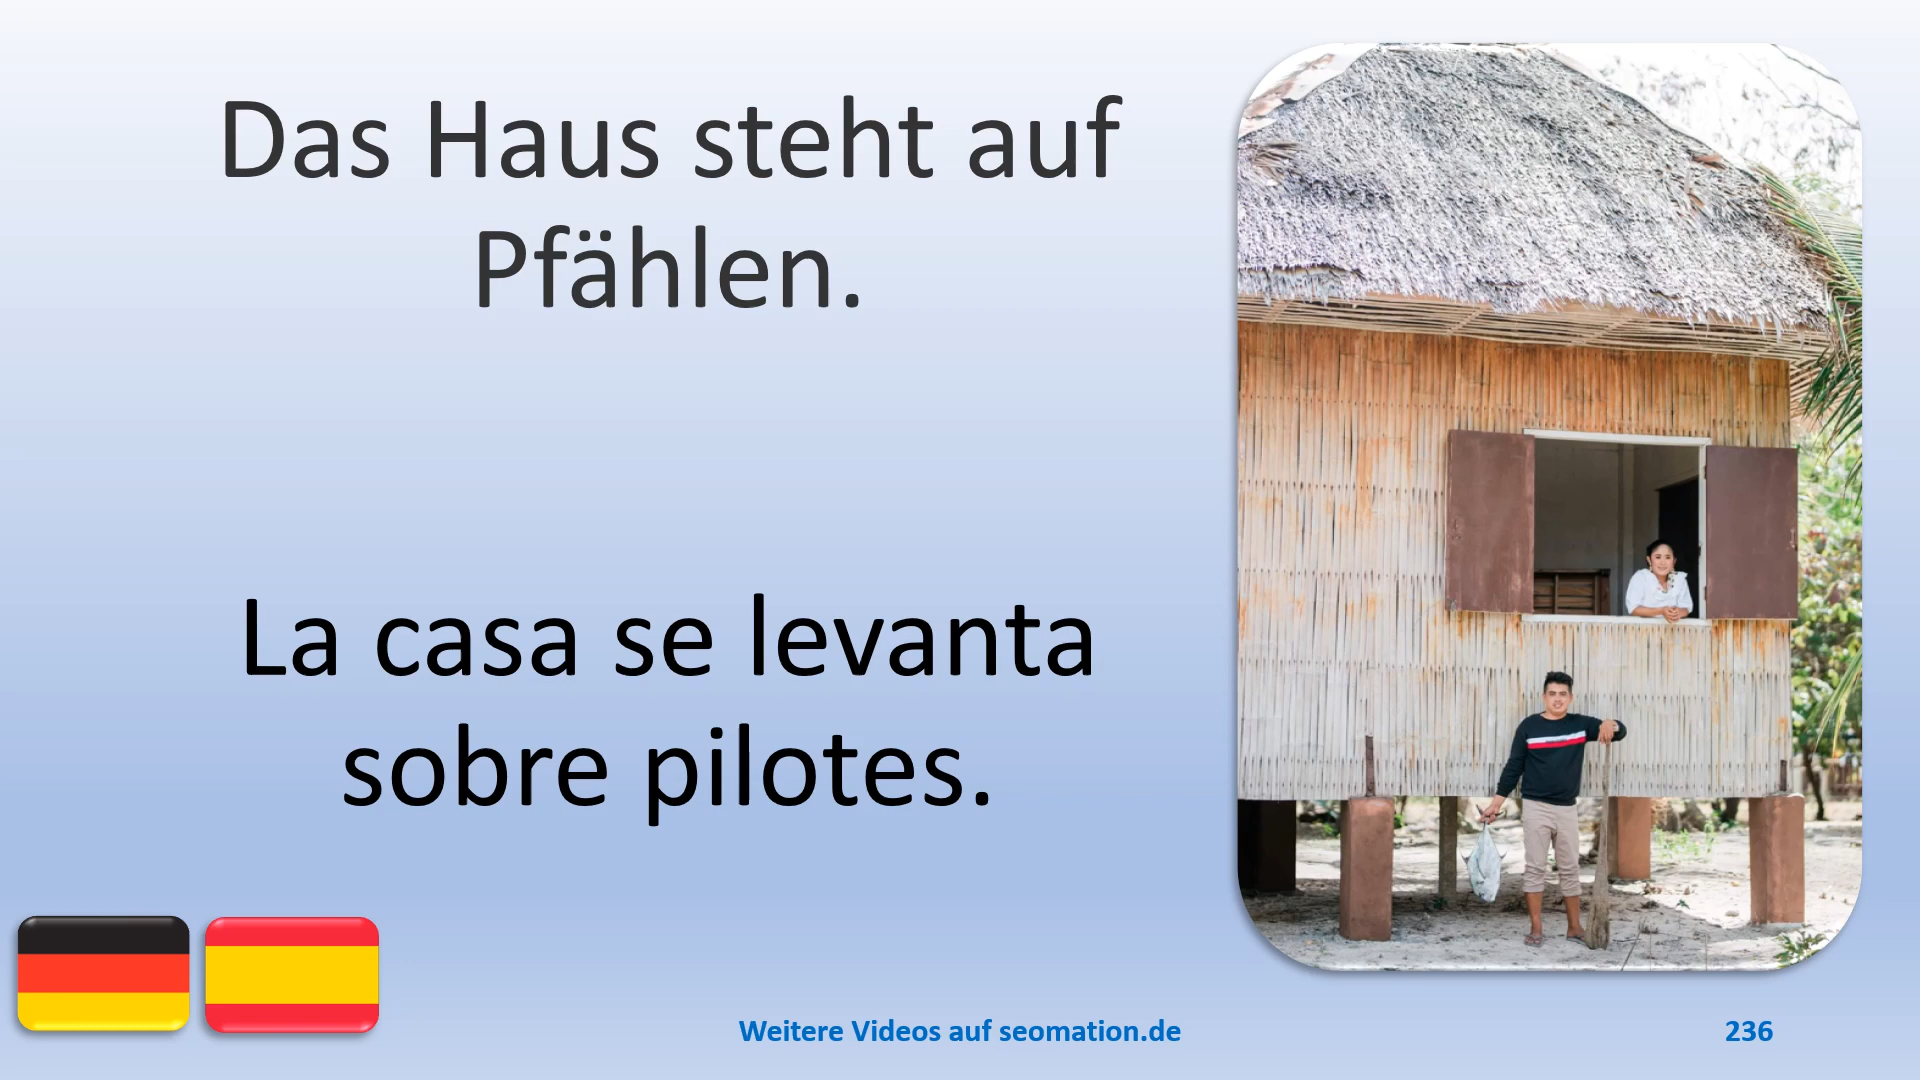 Das Haus steht auf
Pfählen.
La casa se levanta
sobre pilotes.
Weitere Videos auf seomation.de
236